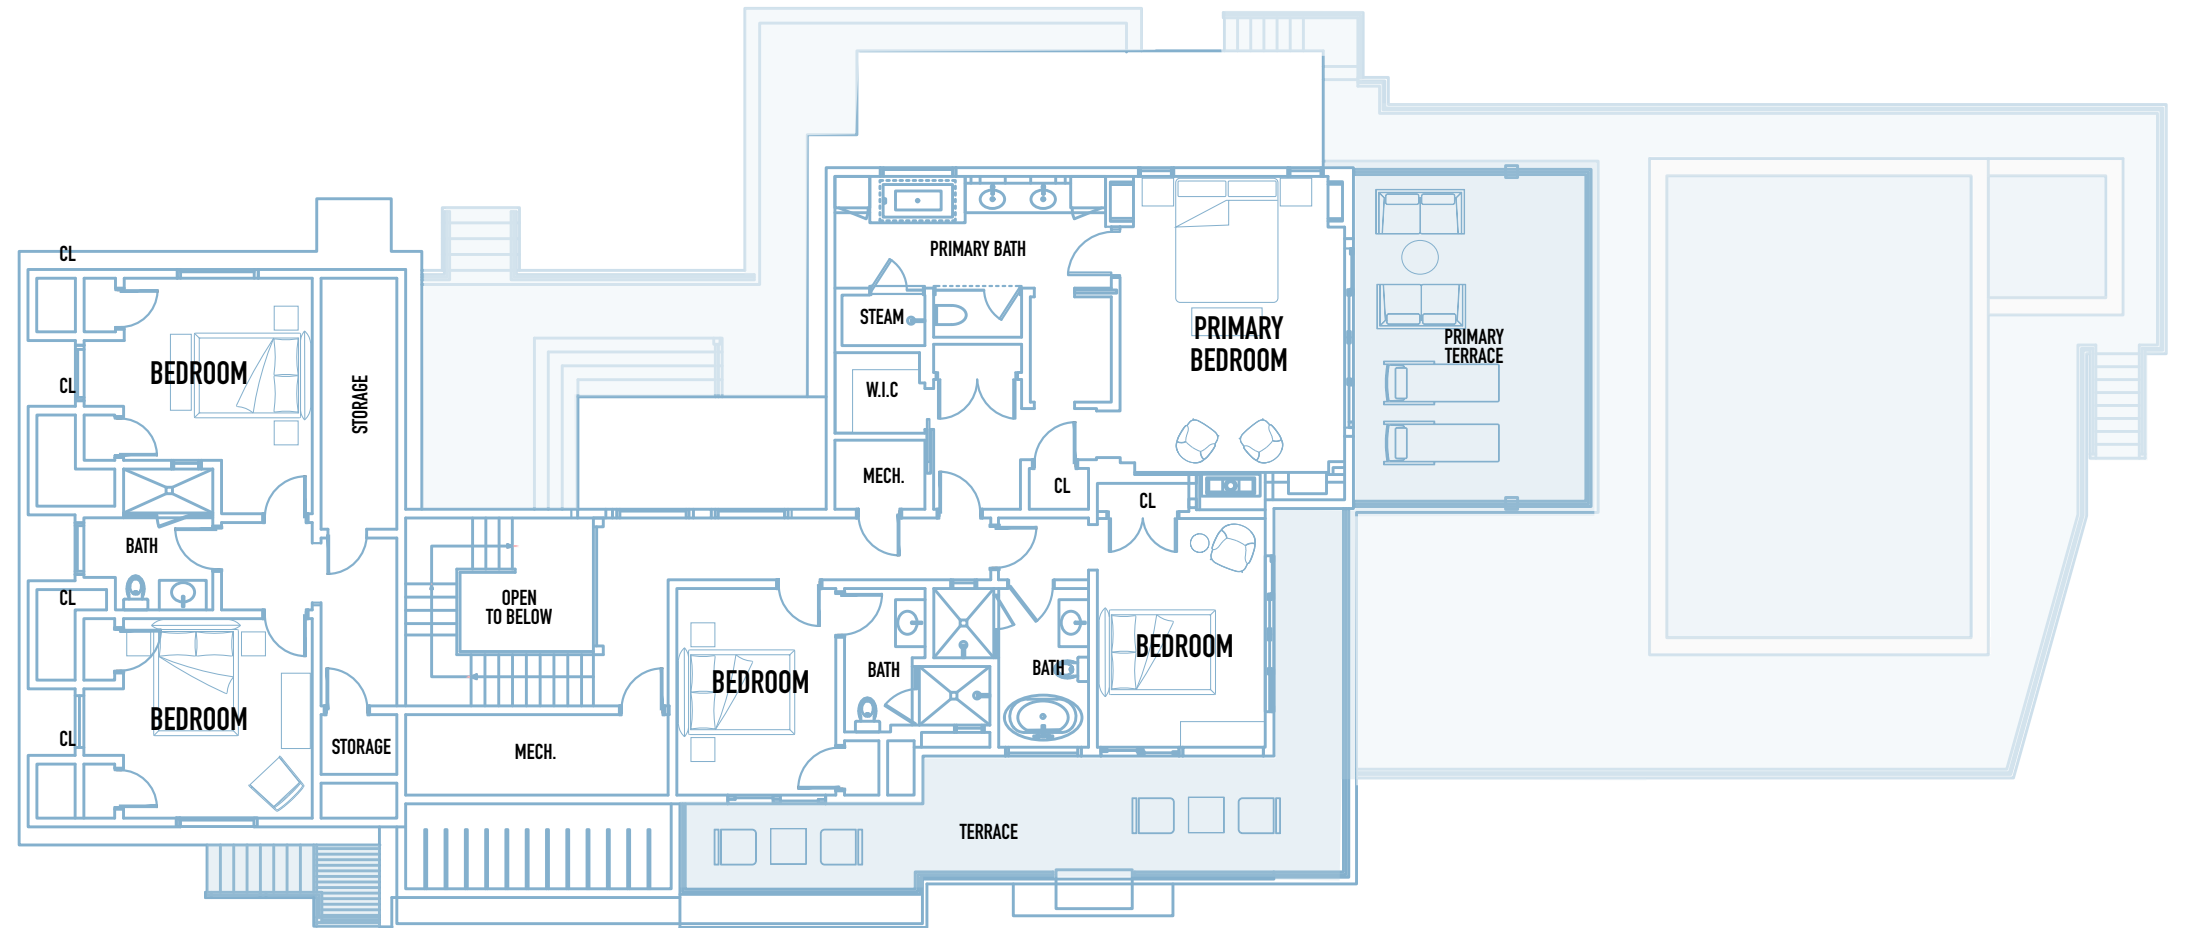 CL
BEDROOM
CL
STORAGE
BATH
CL
BEDROOM
CL
STORAGE
OPEN
TO BELOW
MECH.
PRIMARY BATH
STEAM
W.I.C
MECH.
PRIMARY
BEDROOM
PRIMARY
TERRACE
CL
CL
BEDROOM
BATH
BATH
BEDROOM
TERRACE